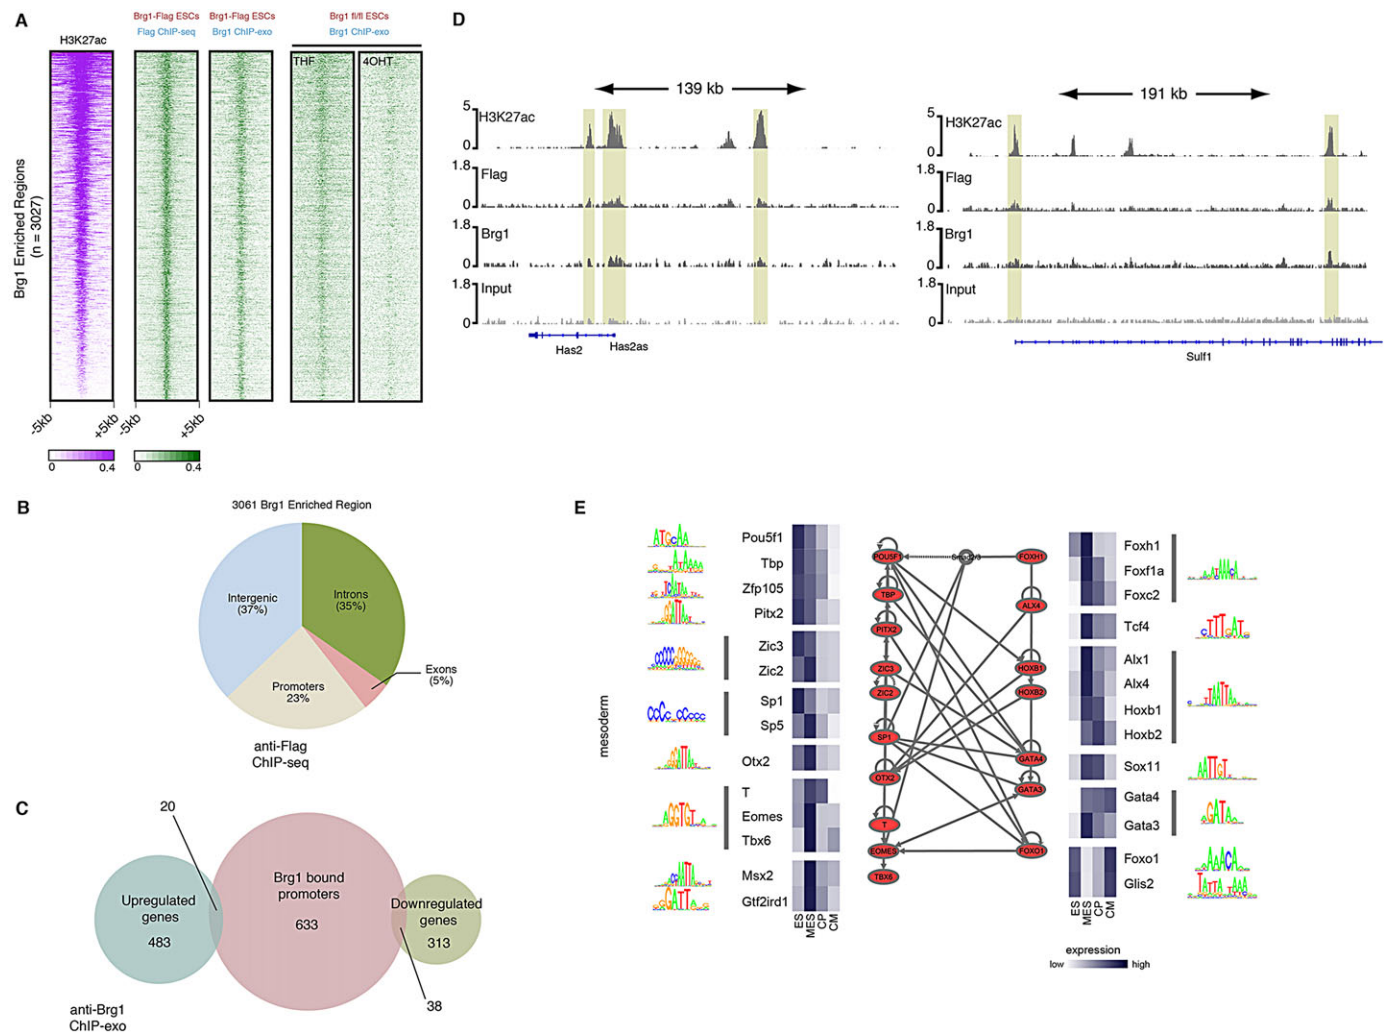 A
Brg1-Flag ESCs
Flag ChIP-seq
Brg1-Flag ESCs
Brg1 ChIP-exo
Brg1 fl/fl ESCs
Brg1 ChIP-exo
H3K27ac
THF
4OHT
Brg1 Enriched Regions
(n = 3027)
-5kb
+5kb
-5kb
+5kb
0
0.4
0
0.4
B
3061 Brg1 Enriched Region
Intergenic
(37%)
Introns
(35%)
Promoters
23%
Exons
(5%)
anti-Flag
ChIP-seq
C
20
Upregulated
genes
483
Brg1 bound
promoters
633
Downregulated
genes
313
38
anti-Brg1
ChIP-exo
D
139 kb
5
H3K27ac
0
1.8
Flag
0
1.8
Brg1
0
1.8
Input
0
Has2
Has2as
191 kb
5
H3K27ac
0
1.8
Flag
0
1.8
Brg1
0
1.8
Input
0
Sulf1
E
mesoderm
Pou5f1
Tbp
Zfp105
Pitx2
Zic3
Zic2
Sp1
Sp5
Otx2
T
Eomes
Tbx6
Msx2
Gtf2ird1
ES
MES
CP
CM
POU5F1
TBP
PITX2
ZIC3
ZIC2
SP1
OTX2
T
EOMES
TBX6
FOXH1
ALX4
HOXB1
HOXB2
GATA4
GATA3
FOXO1
Foxh1
Foxf1a
Foxc2
Tcf4
Alx1
Alx4
Hoxb1
Hoxb2
Sox11
Gata4
Gata3
Foxo1
Glis2
ES
MES
CP
CM
expression
low
high